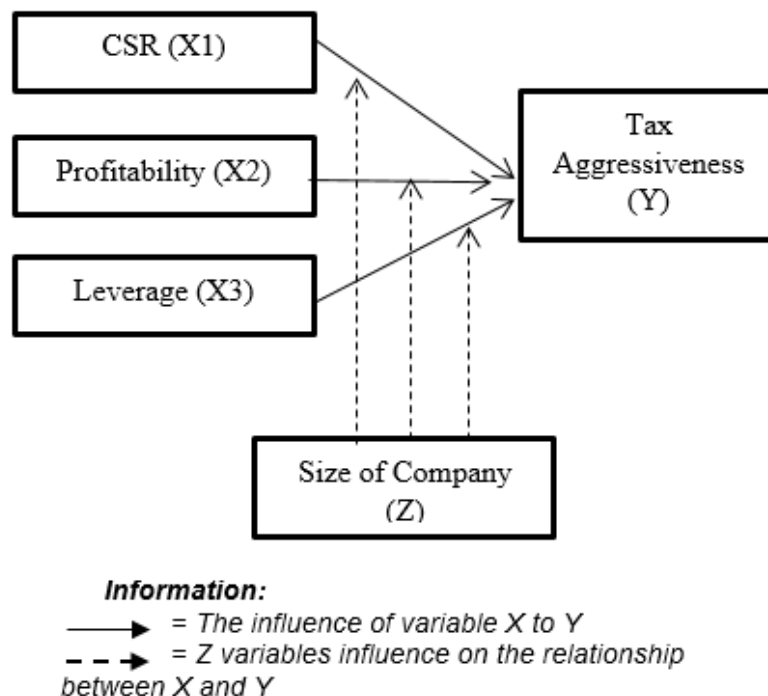 CSR (X1)
Profitability (X2)
Leverage (X3)
Tax
Aggressiveness
(Y)
Size of Company
(Z)
Information:
= The influence of variable X to Y
= Z variables influence on the relationship
between X and Y